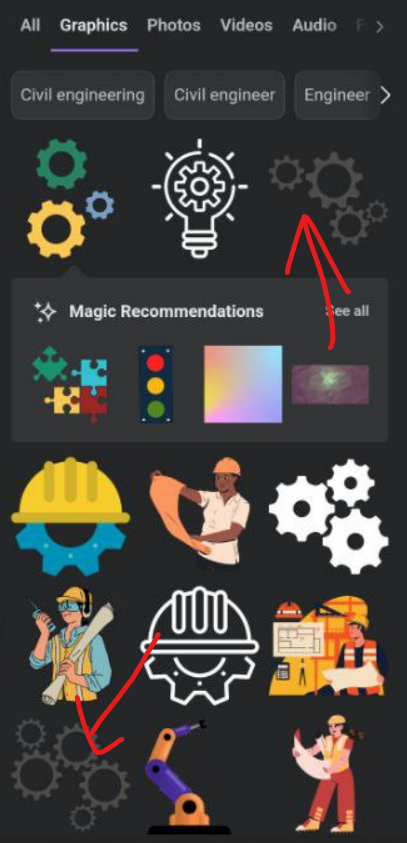 All Graphics Photos Videos Audio
Civil engineering Civil engineer Engineer
Magic Recommendations See all